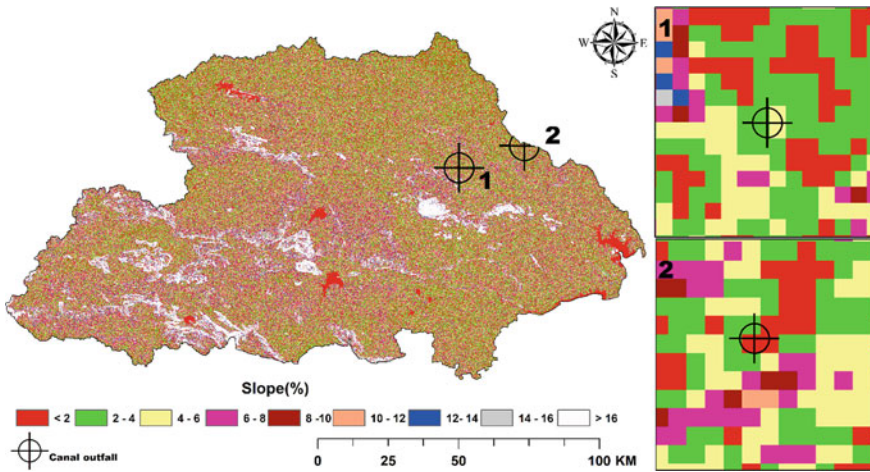 N
W E
S
1
2
1
2
Slope(%)
< 2 2 - 4 4 - 6 6 - 8 8 -10 10 - 12 12- 14 14 - 16 > 16
Canal outfall
0 25 50 100 KM